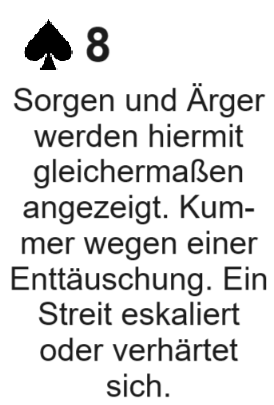 ♠ 8
Sorgen und Ärger
werden hiermit
gleichermaßen
angezeigt. Kum-
mer wegen einer
Enttäuschung. Ein
Streit eskaliert
oder verhärtet
sich.